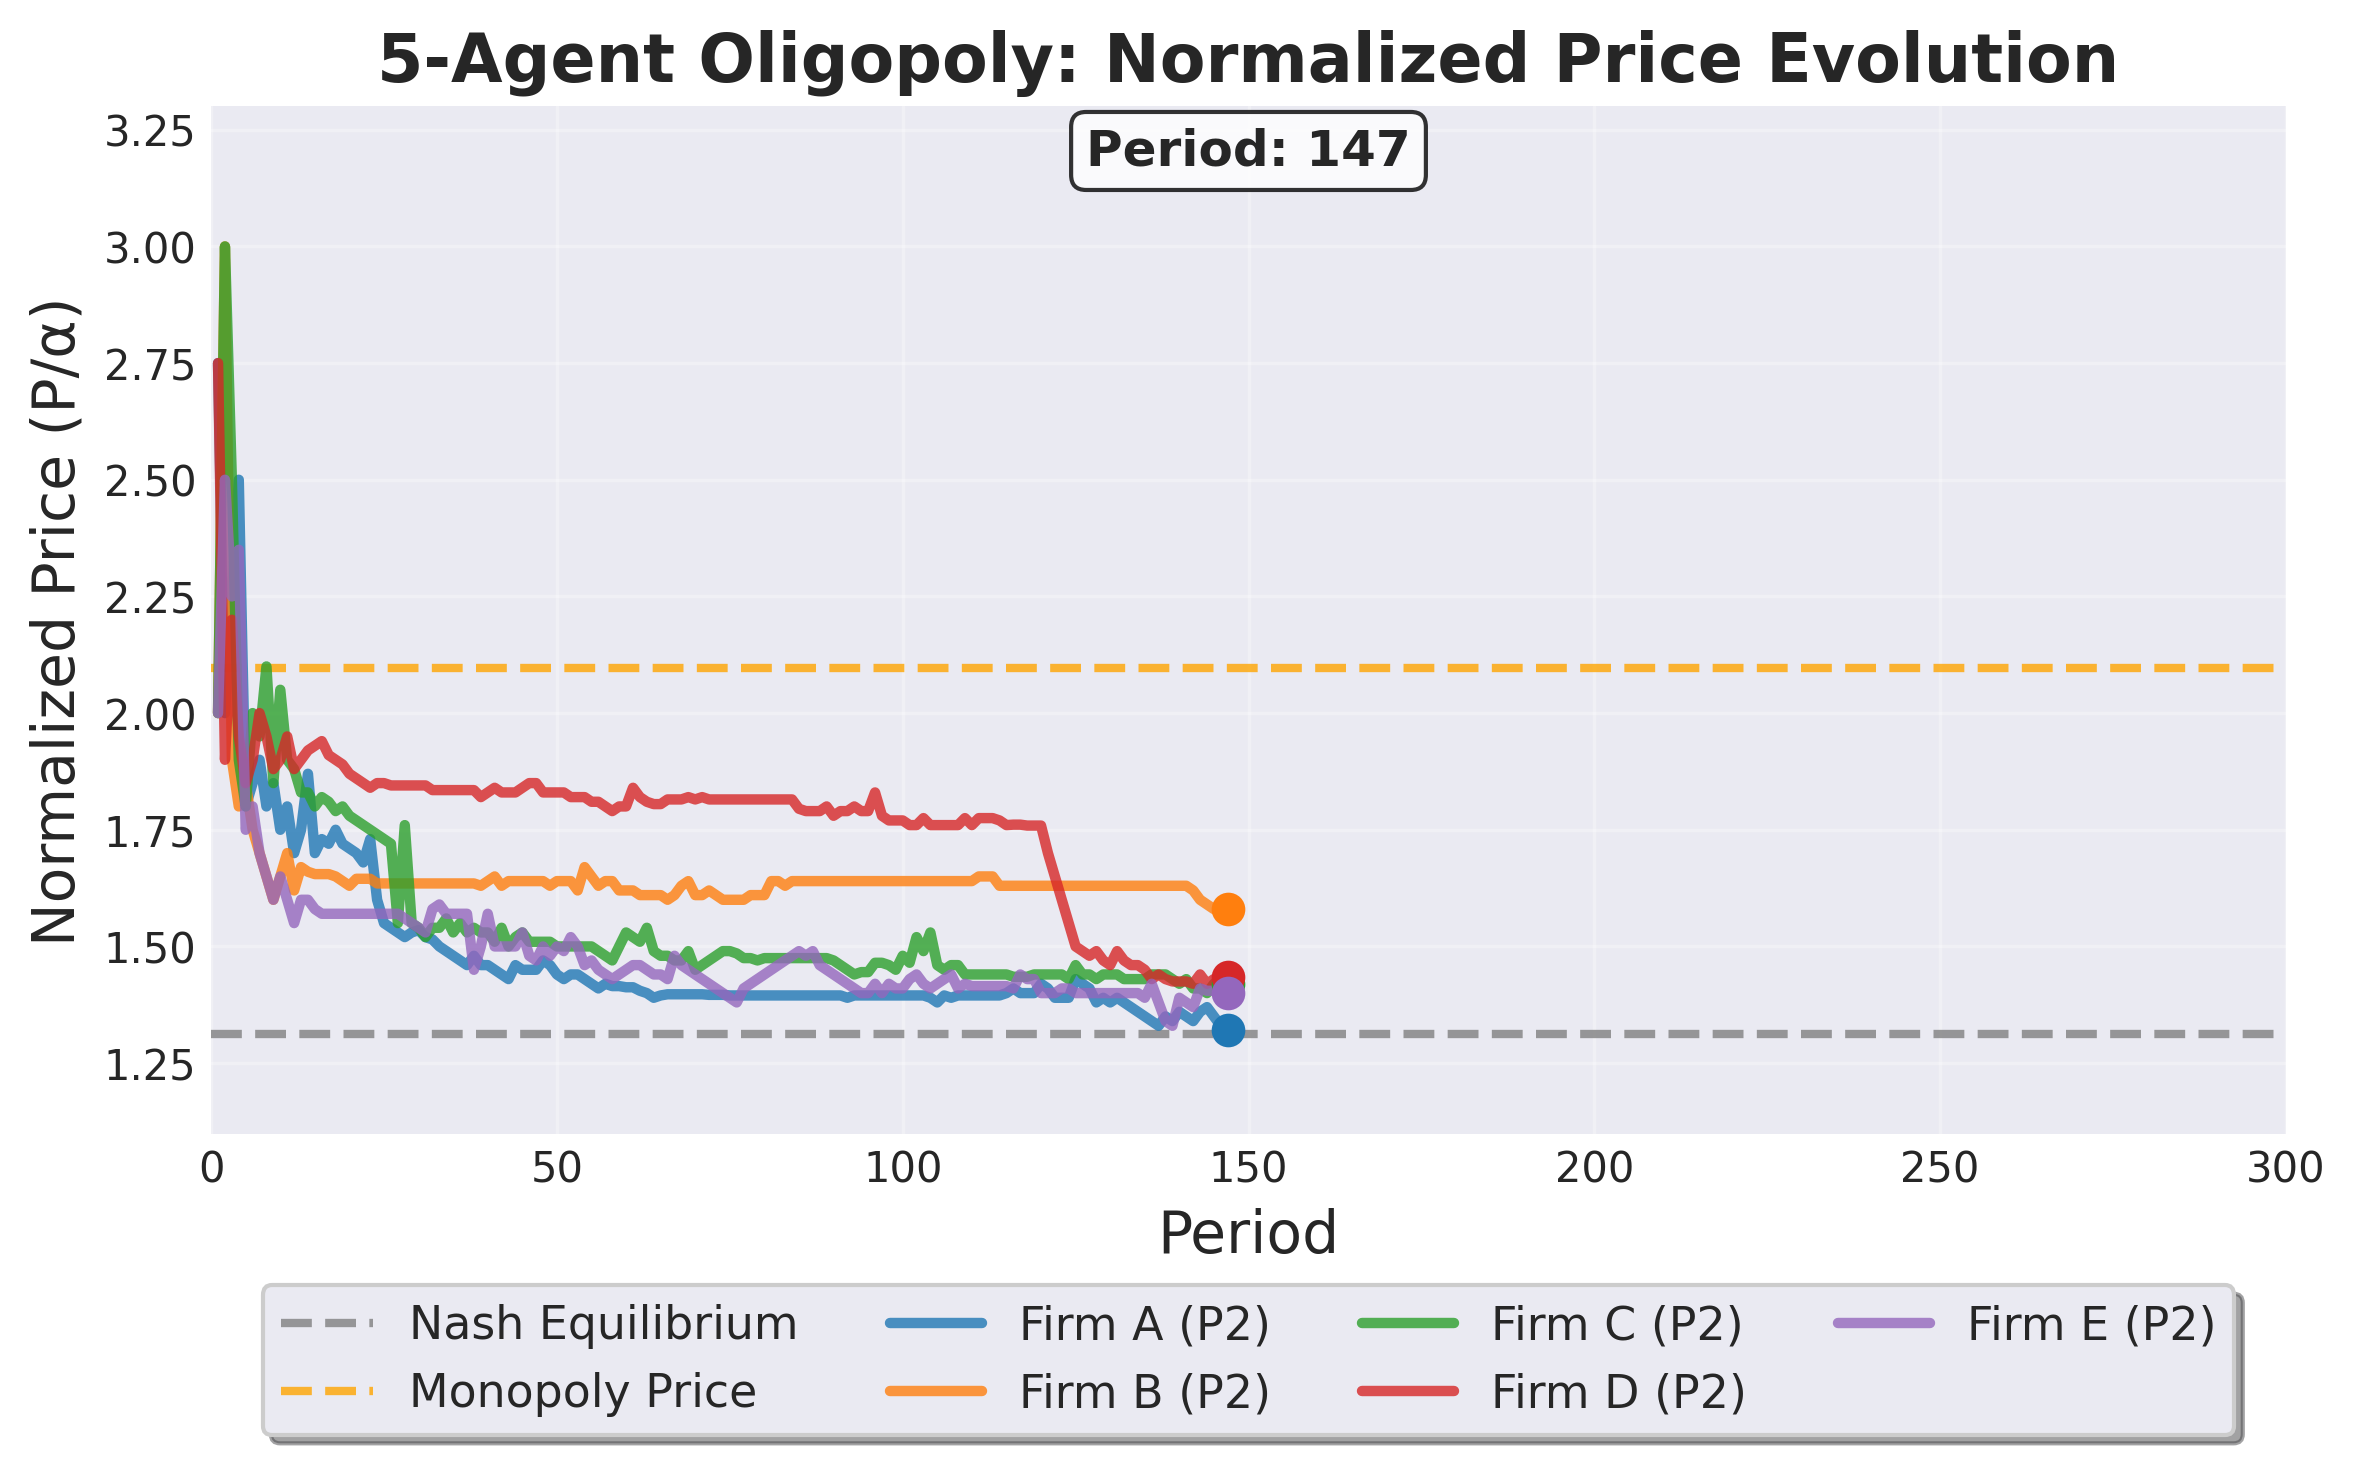 5-Agent Oligopoly: Normalized Price Evolution
Period: 147
Normalized Price (P/α)
3.25
3.00
2.75
2.50
2.25
2.00
1.75
1.50
1.25
0 50 100 150 200 250 300
Period
Nash Equilibrium Firm A (P2) Firm C (P2) Firm E (P2)
Monopoly Price Firm B (P2) Firm D (P2)